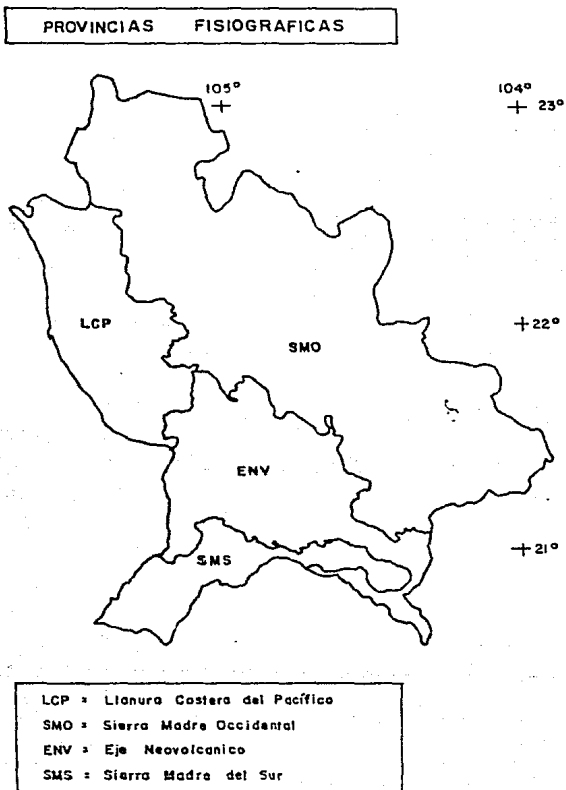 PROVINCIAS FISIOGRAFICAS
105° 104°
23°
LCP
22°
SMO
ENV
21°
SMS
LCP = Llanura Costera del Pacífico
SMO = Sierra Madre Occidental
ENV = Eje Neovolcanico
SMS = Sierra Madre del Sur